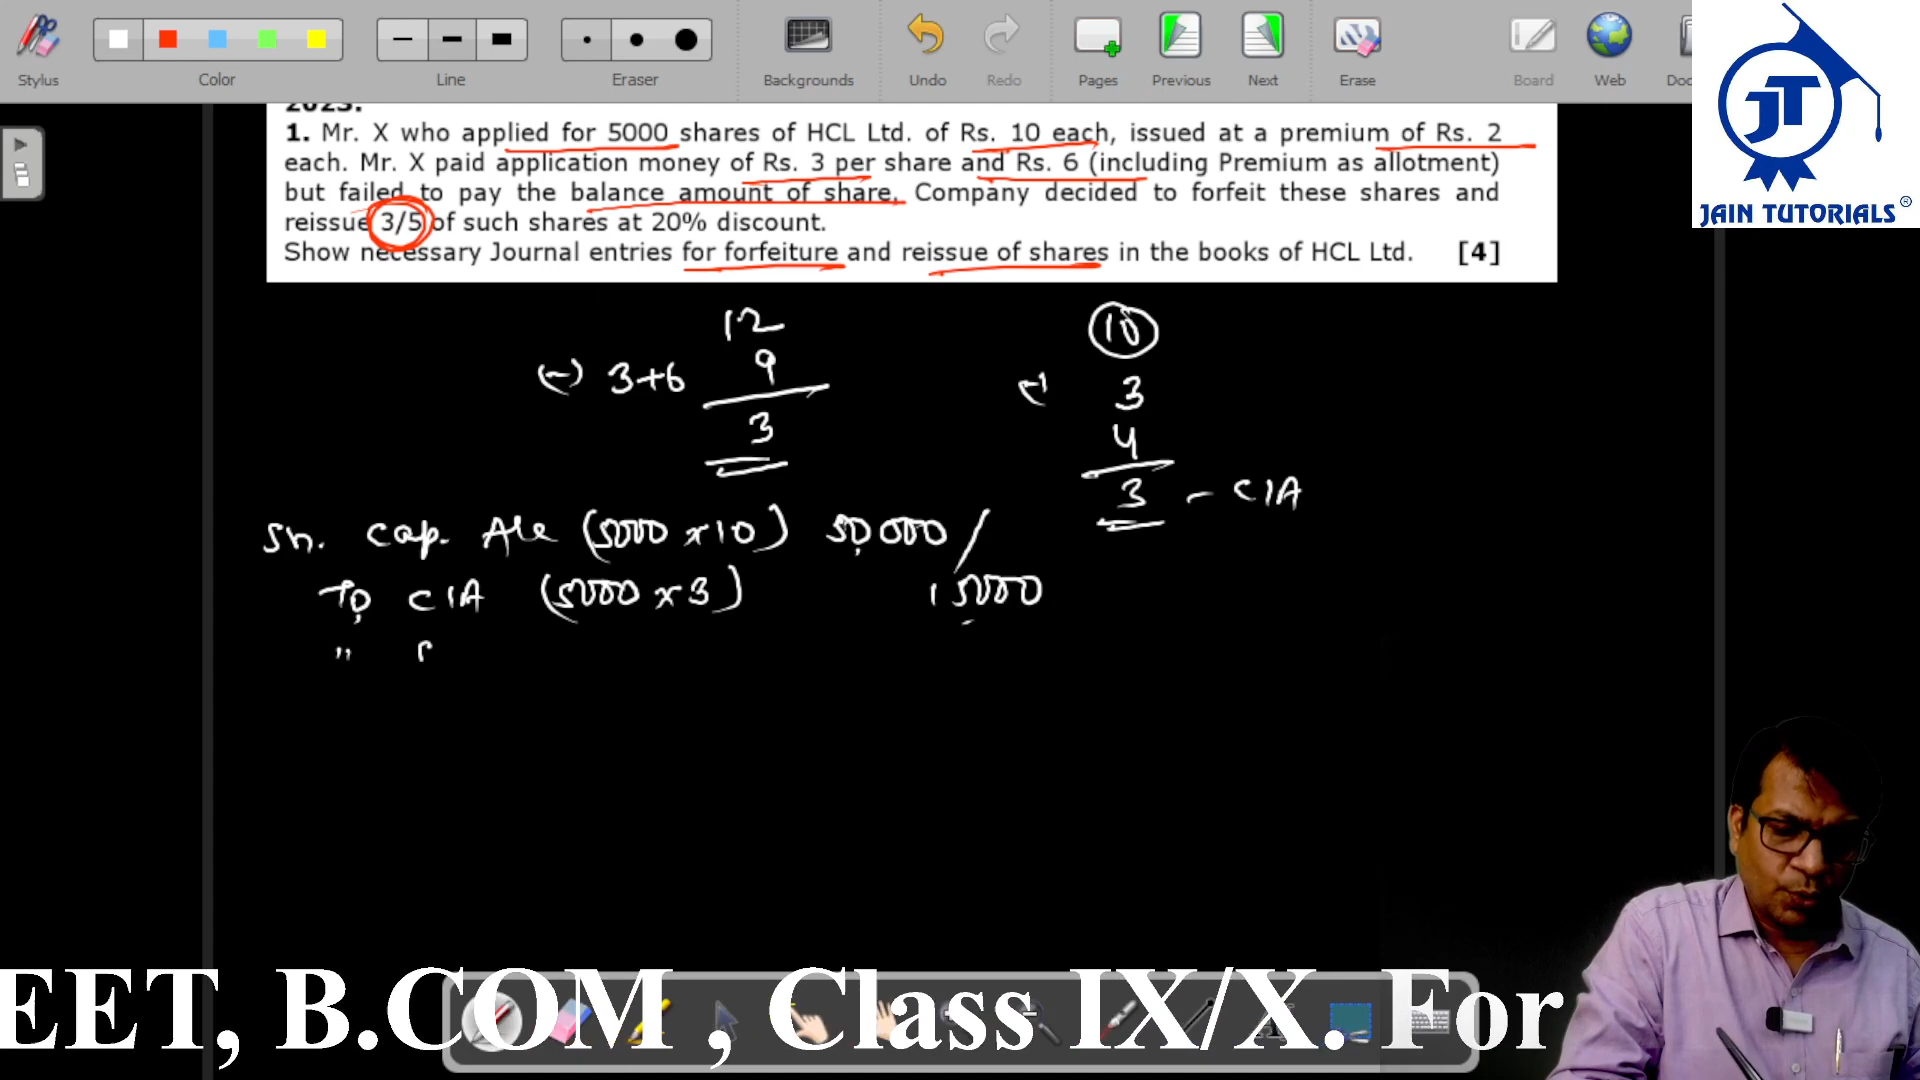 Stylus Color Line Eraser Backgrounds Undo Redo Pages Previous Next Erase Board Web
JT
JAIN TUTORIALS®
2023.
1. Mr. X who applied for 5000 shares of HCL Ltd. of Rs. 10 each, issued at a premium of Rs. 2
each. Mr. X paid application money of Rs. 3 per share and Rs. 6 (including Premium as allotment)
but failed to pay the balance amount of share. Company decided to forfeit these shares and
reissue 3/5 of such shares at 20% discount.
Show necessary Journal entries for forfeiture and reissue of shares in the books of HCL Ltd. [4]
12 10
(-) 3+6 9 (-) 3
3 4
3 - CIA
Sh. Cap. A/c (5000 x 10) 50,000 /
To CIA (5000 x 3) 15000
"
EET, B.COM , Class IX/X. For